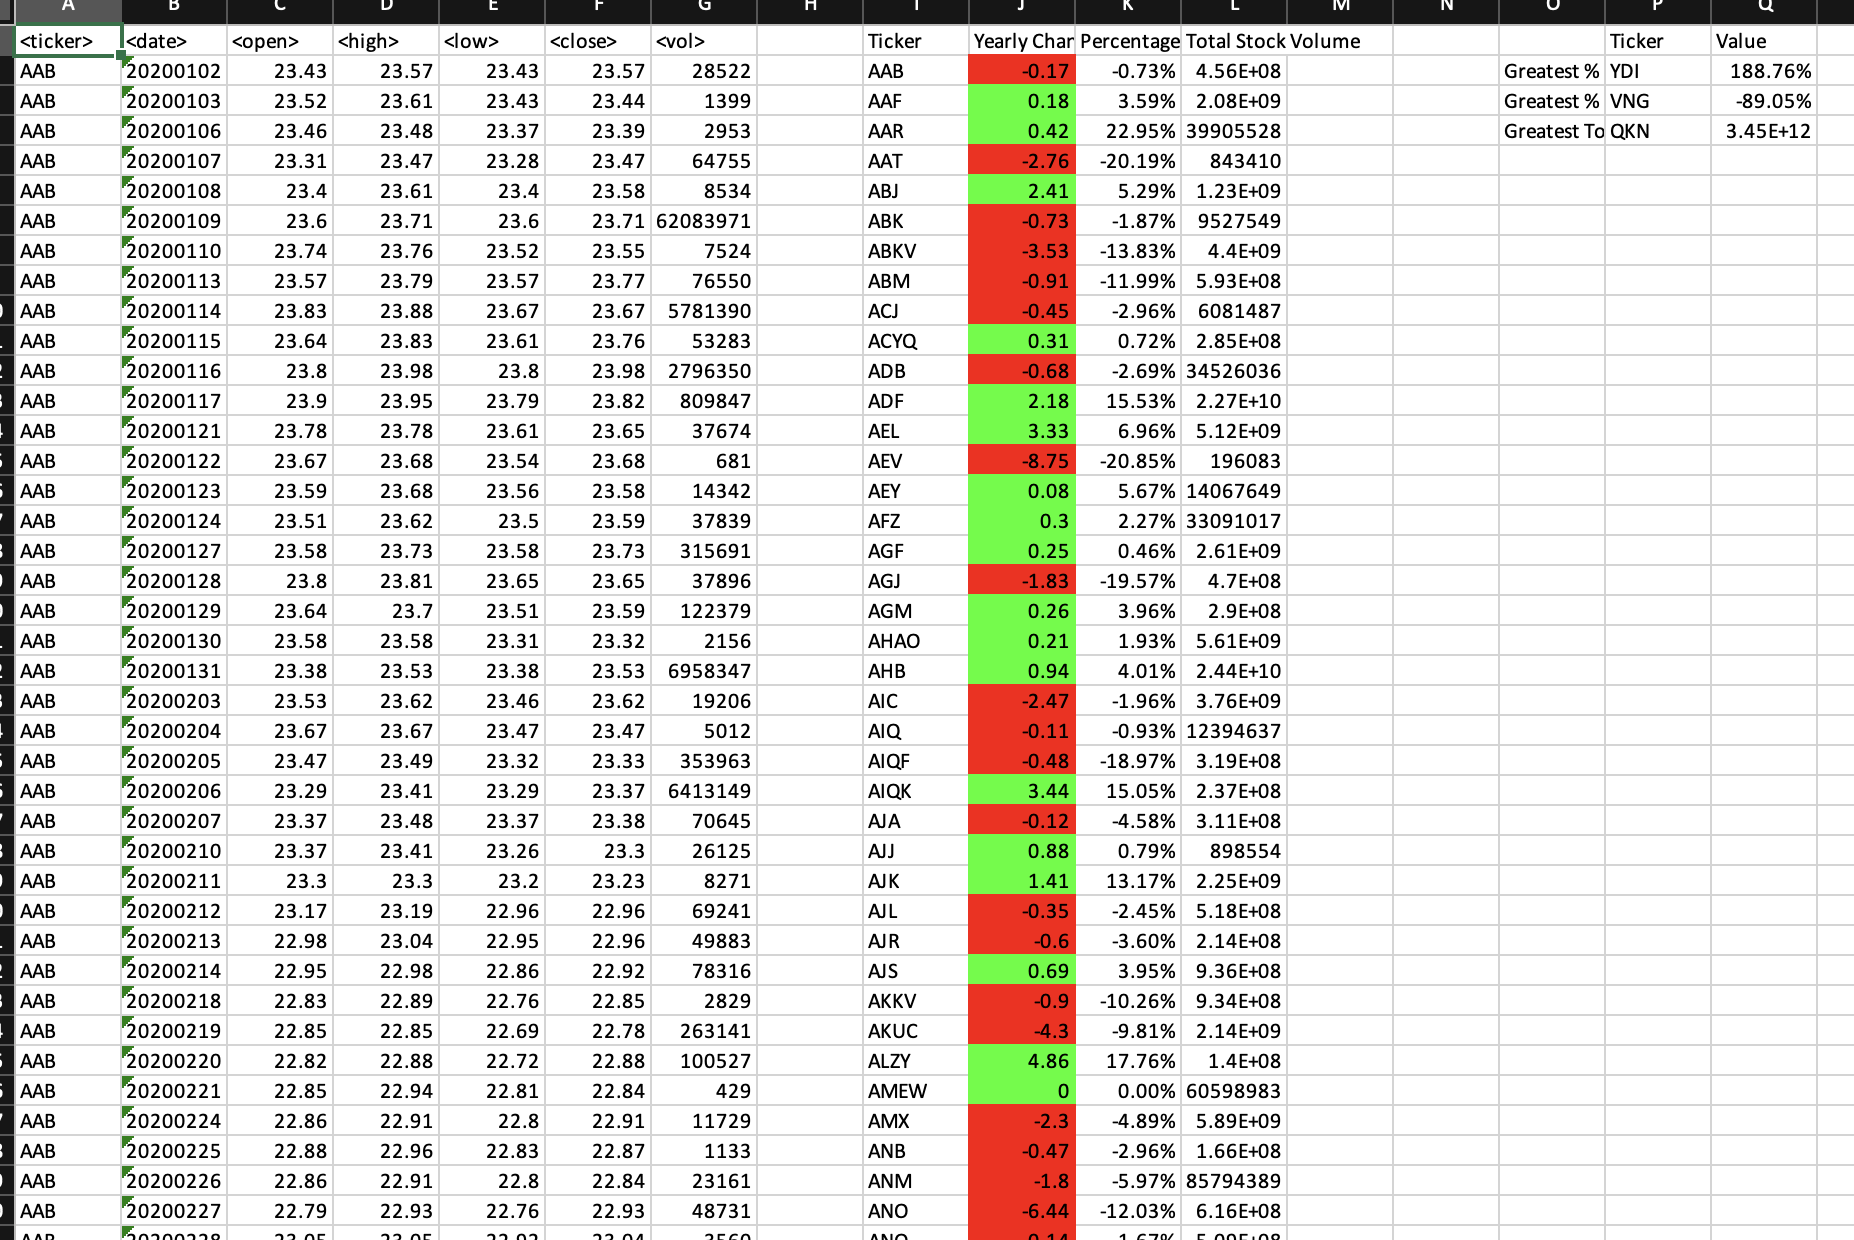 A B C D E F G H I J K L M N O P Q
<ticker> <date> <open> <high> <low> <close> <vol> Ticker Yearly Char Percentage Total Stock Volume Ticker Value
AAB 20200102 23.43 23.57 23.43 23.57 28522 AAB -0.17 -0.73% 4.56E+08 Greatest % YDI 188.76%
AAB 20200103 23.52 23.61 23.43 23.44 1399 AAF 0.18 3.59% 2.08E+09 Greatest % VNG -89.05%
AAB 20200106 23.46 23.48 23.37 23.39 2953 AAR 0.42 22.95% 39905528 Greatest To QKN 3.45E+12
AAB 20200107 23.31 23.47 23.28 23.47 64755 AAT -2.76 -20.19% 843410
AAB 20200108 23.4 23.61 23.4 23.58 8534 ABJ 2.41 5.29% 1.23E+09
AAB 20200109 23.6 23.71 23.6 23.71 62083971 ABK -0.73 -1.87% 9527549
AAB 20200110 23.74 23.76 23.52 23.55 7524 ABKV -3.53 -13.83% 4.4E+09
AAB 20200113 23.57 23.79 23.57 23.77 76550 ABM -0.91 -11.99% 5.93E+08
AAB 20200114 23.83 23.88 23.67 23.67 5781390 ACJ -0.45 -2.96% 6081487
AAB 20200115 23.64 23.83 23.61 23.76 53283 ACYQ 0.31 0.72% 2.85E+08
AAB 20200116 23.8 23.98 23.8 23.98 2796350 ADB -0.68 -2.69% 34526036
AAB 20200117 23.9 23.95 23.79 23.82 809847 ADF 2.18 15.53% 2.27E+10
AAB 20200121 23.78 23.78 23.61 23.65 37674 AEL 3.33 6.96% 5.12E+09
AAB 20200122 23.67 23.68 23.54 23.68 681 AEV -8.75 -20.85% 196083
AAB 20200123 23.59 23.68 23.56 23.58 14342 AEY 0.08 5.67% 14067649
AAB 20200124 23.51 23.62 23.5 23.59 37839 AFZ 0.3 2.27% 33091017
AAB 20200127 23.58 23.73 23.58 23.73 315691 AGF 0.25 0.46% 2.61E+09
AAB 20200128 23.8 23.81 23.65 23.65 37896 AGJ -1.83 -19.57% 4.7E+08
AAB 20200129 23.64 23.7 23.51 23.59 122379 AGM 0.26 3.96% 2.9E+08
AAB 20200130 23.58 23.58 23.31 23.32 2156 AHAO 0.21 1.93% 5.61E+09
AAB 20200131 23.38 23.53 23.38 23.53 6958347 AHB 0.94 4.01% 2.44E+10
AAB 20200203 23.53 23.62 23.46 23.62 19206 AIC -2.47 -1.96% 3.76E+09
AAB 20200204 23.67 23.67 23.47 23.47 5012 AIQ -0.11 -0.93% 12394637
AAB 20200205 23.47 23.49 23.32 23.33 353963 AIQF -0.48 -18.97% 3.19E+08
AAB 20200206 23.29 23.41 23.29 23.37 6413149 AIQK 3.44 15.05% 2.37E+08
AAB 20200207 23.37 23.48 23.37 23.38 70645 AJA -0.12 -4.58% 3.11E+08
AAB 20200210 23.37 23.41 23.26 23.3 26125 AJJ 0.88 0.79% 898554
AAB 20200211 23.3 23.3 23.2 23.23 8271 AJK 1.41 13.17% 2.25E+09
AAB 20200212 23.17 23.19 22.96 22.96 69241 AJL -0.35 -2.45% 5.18E+08
AAB 20200213 22.98 23.04 22.95 22.96 49883 AJR -0.6 -3.60% 2.14E+08
AAB 20200214 22.95 22.98 22.86 22.92 78316 AJS 0.69 3.95% 9.36E+08
AAB 20200218 22.83 22.89 22.76 22.85 2829 AKKV -0.9 -10.26% 9.34E+08
AAB 20200219 22.85 22.85 22.69 22.78 263141 AKUC -4.3 -9.81% 2.14E+09
AAB 20200220 22.82 22.88 22.72 22.88 100527 ALZY 4.86 17.76% 1.4E+08
AAB 20200221 22.85 22.94 22.81 22.84 429 AMEW 0 0.00% 60598983
AAB 20200224 22.86 22.91 22.8 22.91 11729 AMX -2.3 -4.89% 5.89E+09
AAB 20200225 22.88 22.96 22.83 22.87 1133 ANB -0.47 -2.96% 1.66E+08
AAB 20200226 22.86 22.91 22.8 22.84 23161 ANM -1.8 -5.97% 85794389
AAB 20200227 22.79 22.93 22.76 22.93 48731 ANO -6.44 -12.03% 6.16E+08